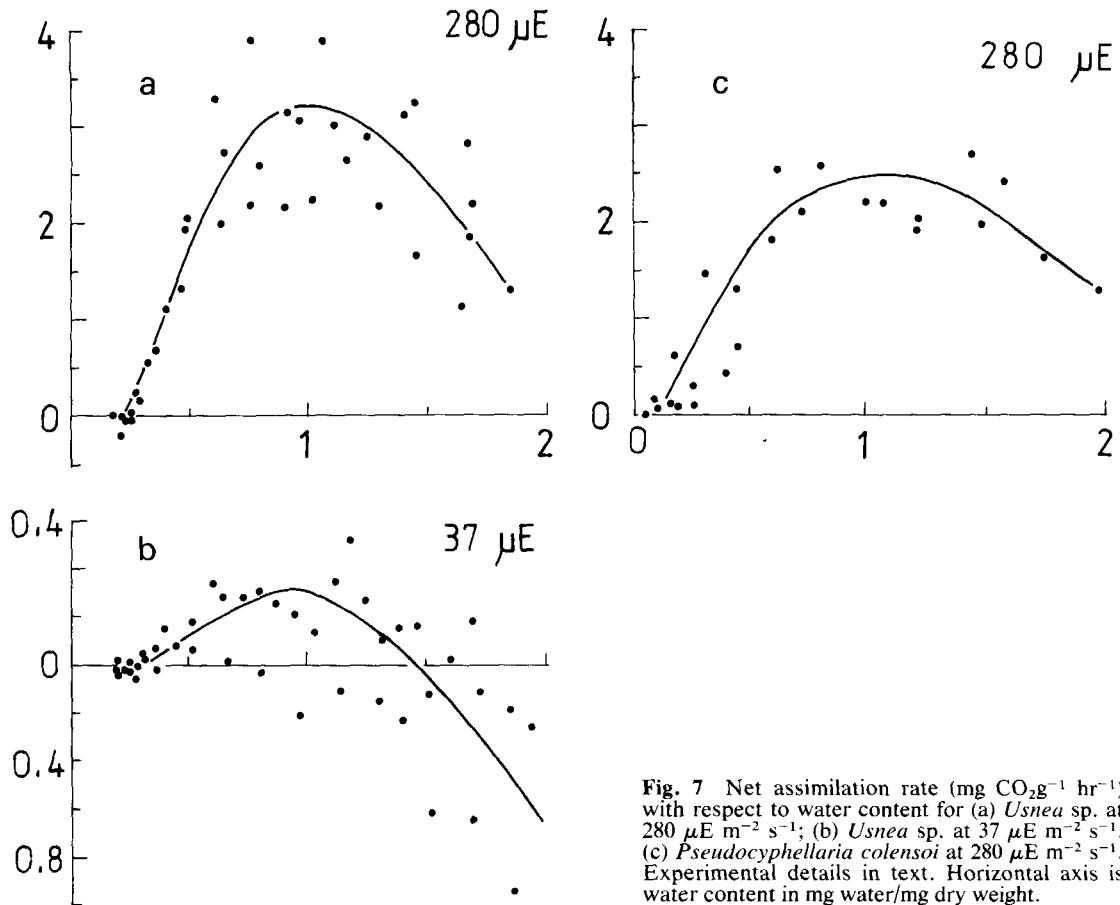 4
280 µE
a
2
0
1
2
4
280 µE
c
2
0
0
1
2
0.4
b
37 µE
0
0.4
0.8
Fig. 7 Net assimilation rate (mg CO₂g⁻¹ hr⁻¹)
with respect to water content for (a) Usnea sp. at
280 µE m⁻² s⁻¹; (b) Usnea sp. at 37 µE m⁻² s⁻¹.
(c) Pseudocyphellaria colensoi at 280 µE m⁻² s⁻¹.
Experimental details in text. Horizontal axis is
water content in mg water/mg dry weight.